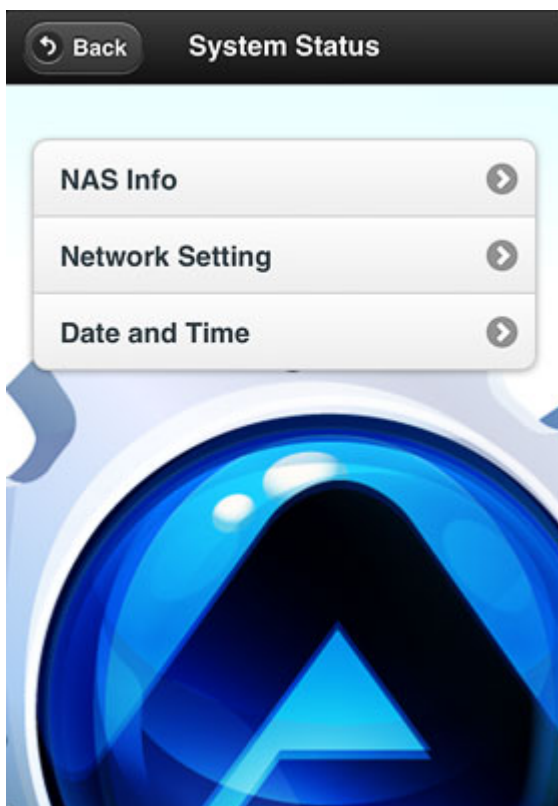 Back
System Status
NAS Info
Network Setting
Date and Time